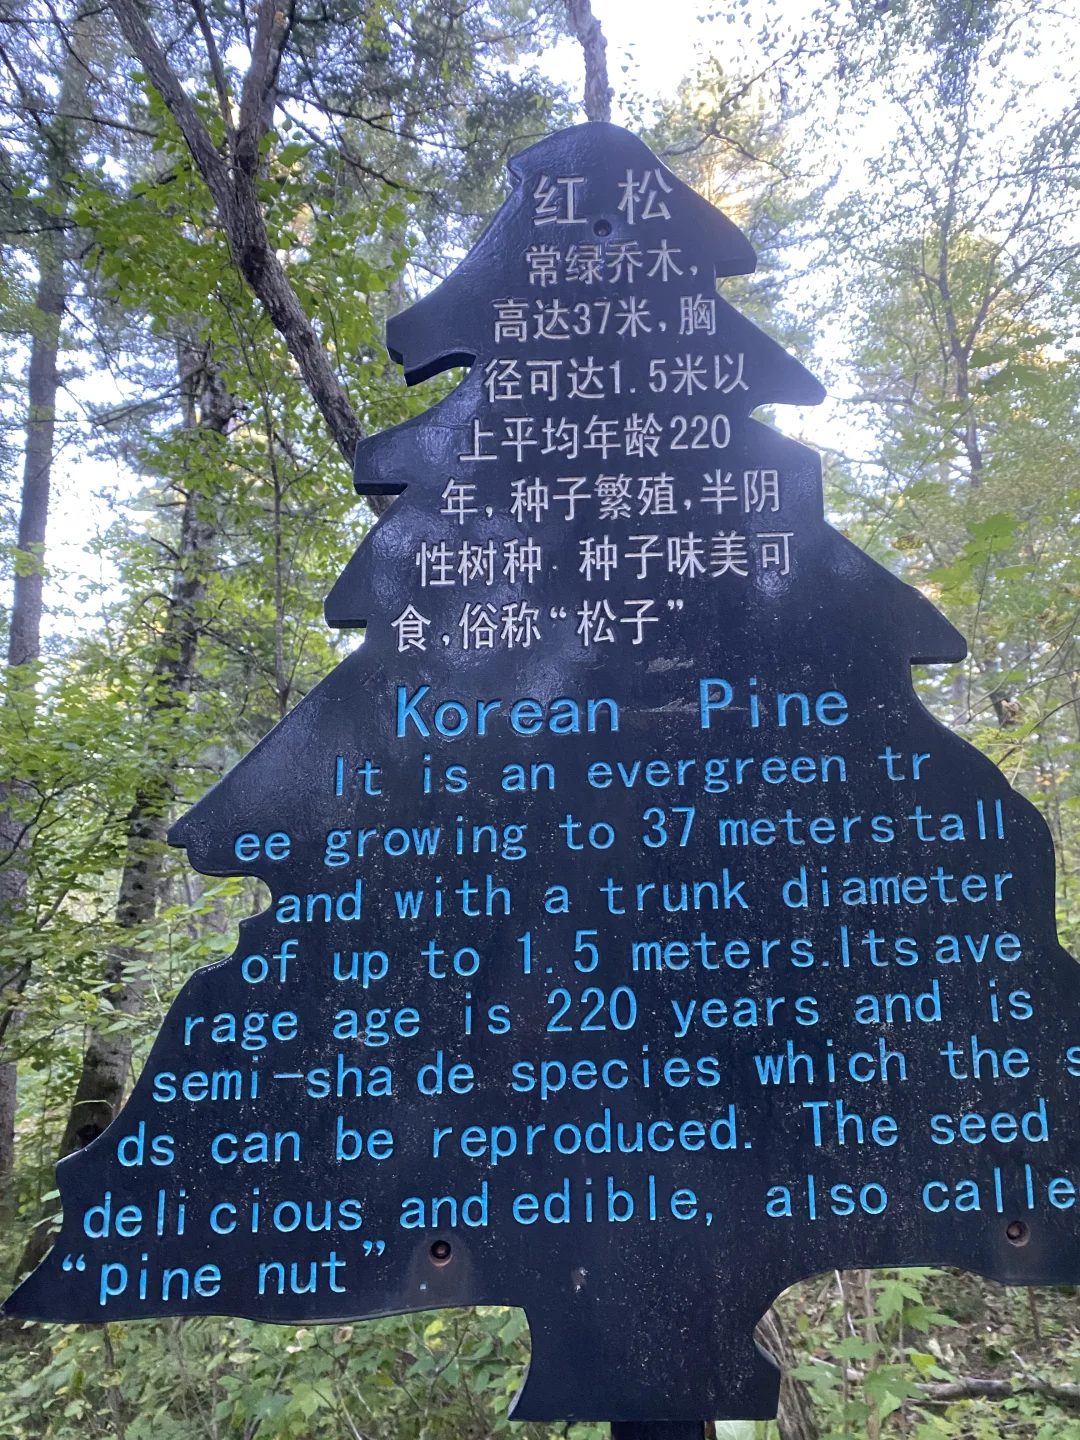 红松
常绿乔木，
高达37米，胸
径可达1.5米以
上平均年龄220
年，种子繁殖，半阴
性树种 种子味美可
食，俗称“松子”
Korean Pine
It is an evergreen tr
ee growing to 37 meters tall
and with a trunk diameter
of up to 1.5 meters.Its ave
rage age is 220 years and is
semi-shade species which the s
ds can be reproduced. The seed
delicious and edible, also calle
“pine nut”.